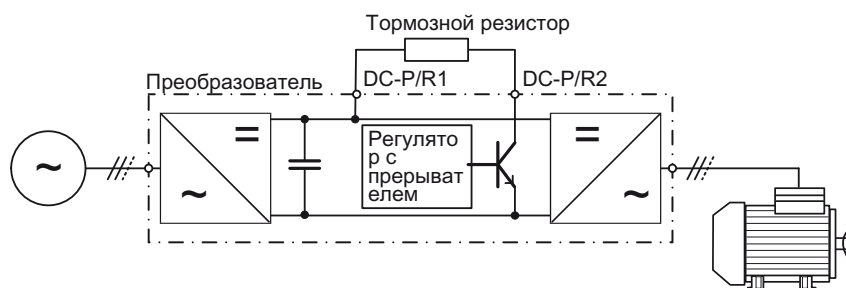 Тормозной резистор
Преобразователь
DC-P/R1
DC-P/R2
=
~
~
Регулято
р с
прерыват
елем
=
~